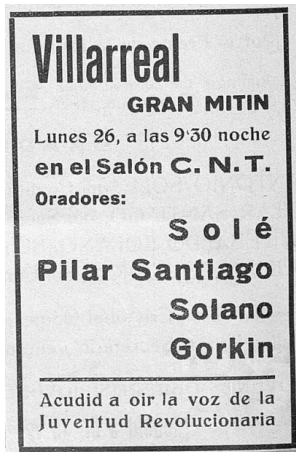 Villarreal
GRAN MITIN
Lunes 26, a las 9'30 noche
en el Salón C. N. T.
Oradores:
Solé
Pilar Santiago
Solano
Gorkin
Acudid a oir la voz de la
Juventud Revolucionaria